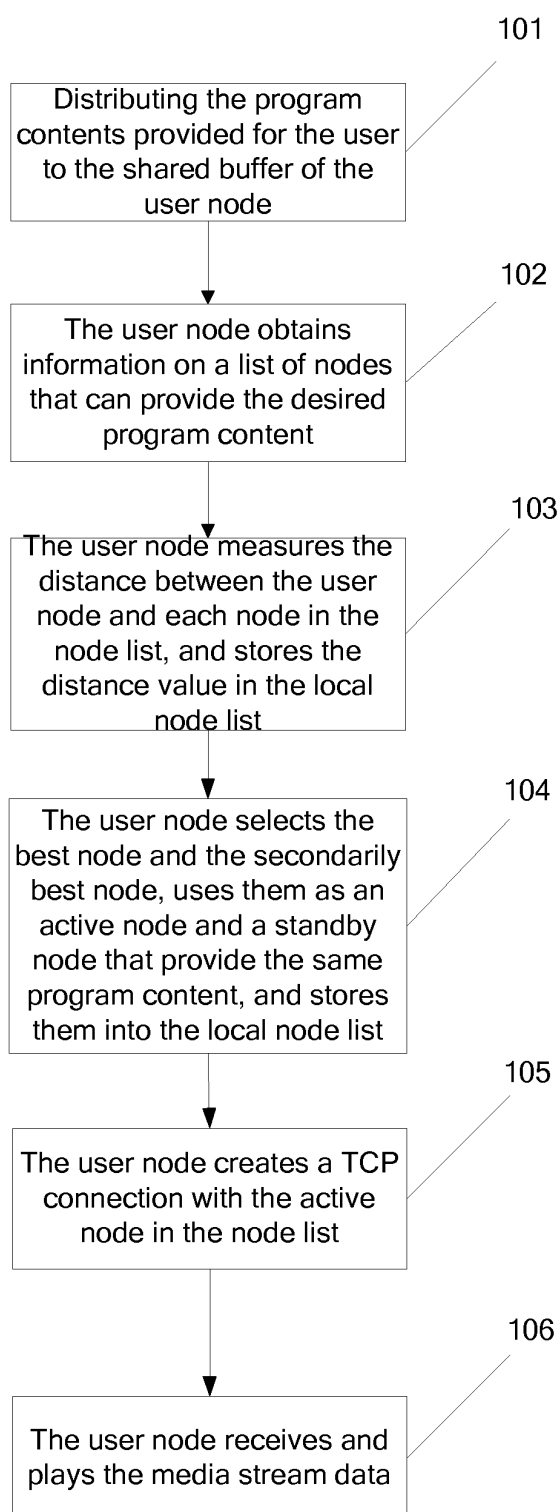 101
Distributing the program
contents provided for the user
to the shared buffer of the
user node
102
The user node obtains
information on a list of nodes
that can provide the desired
program content
103
The user node measures the
distance between the user
node and each node in the
node list, and stores the
distance value in the local
node list
104
The user node selects the
best node and the secondarily
best node, uses them as an
active node and a standby
node that provide the same
program content, and stores
them into the local node list
105
The user node creates a TCP
connection with the active
node in the node list
106
The user node receives and
plays the media stream data